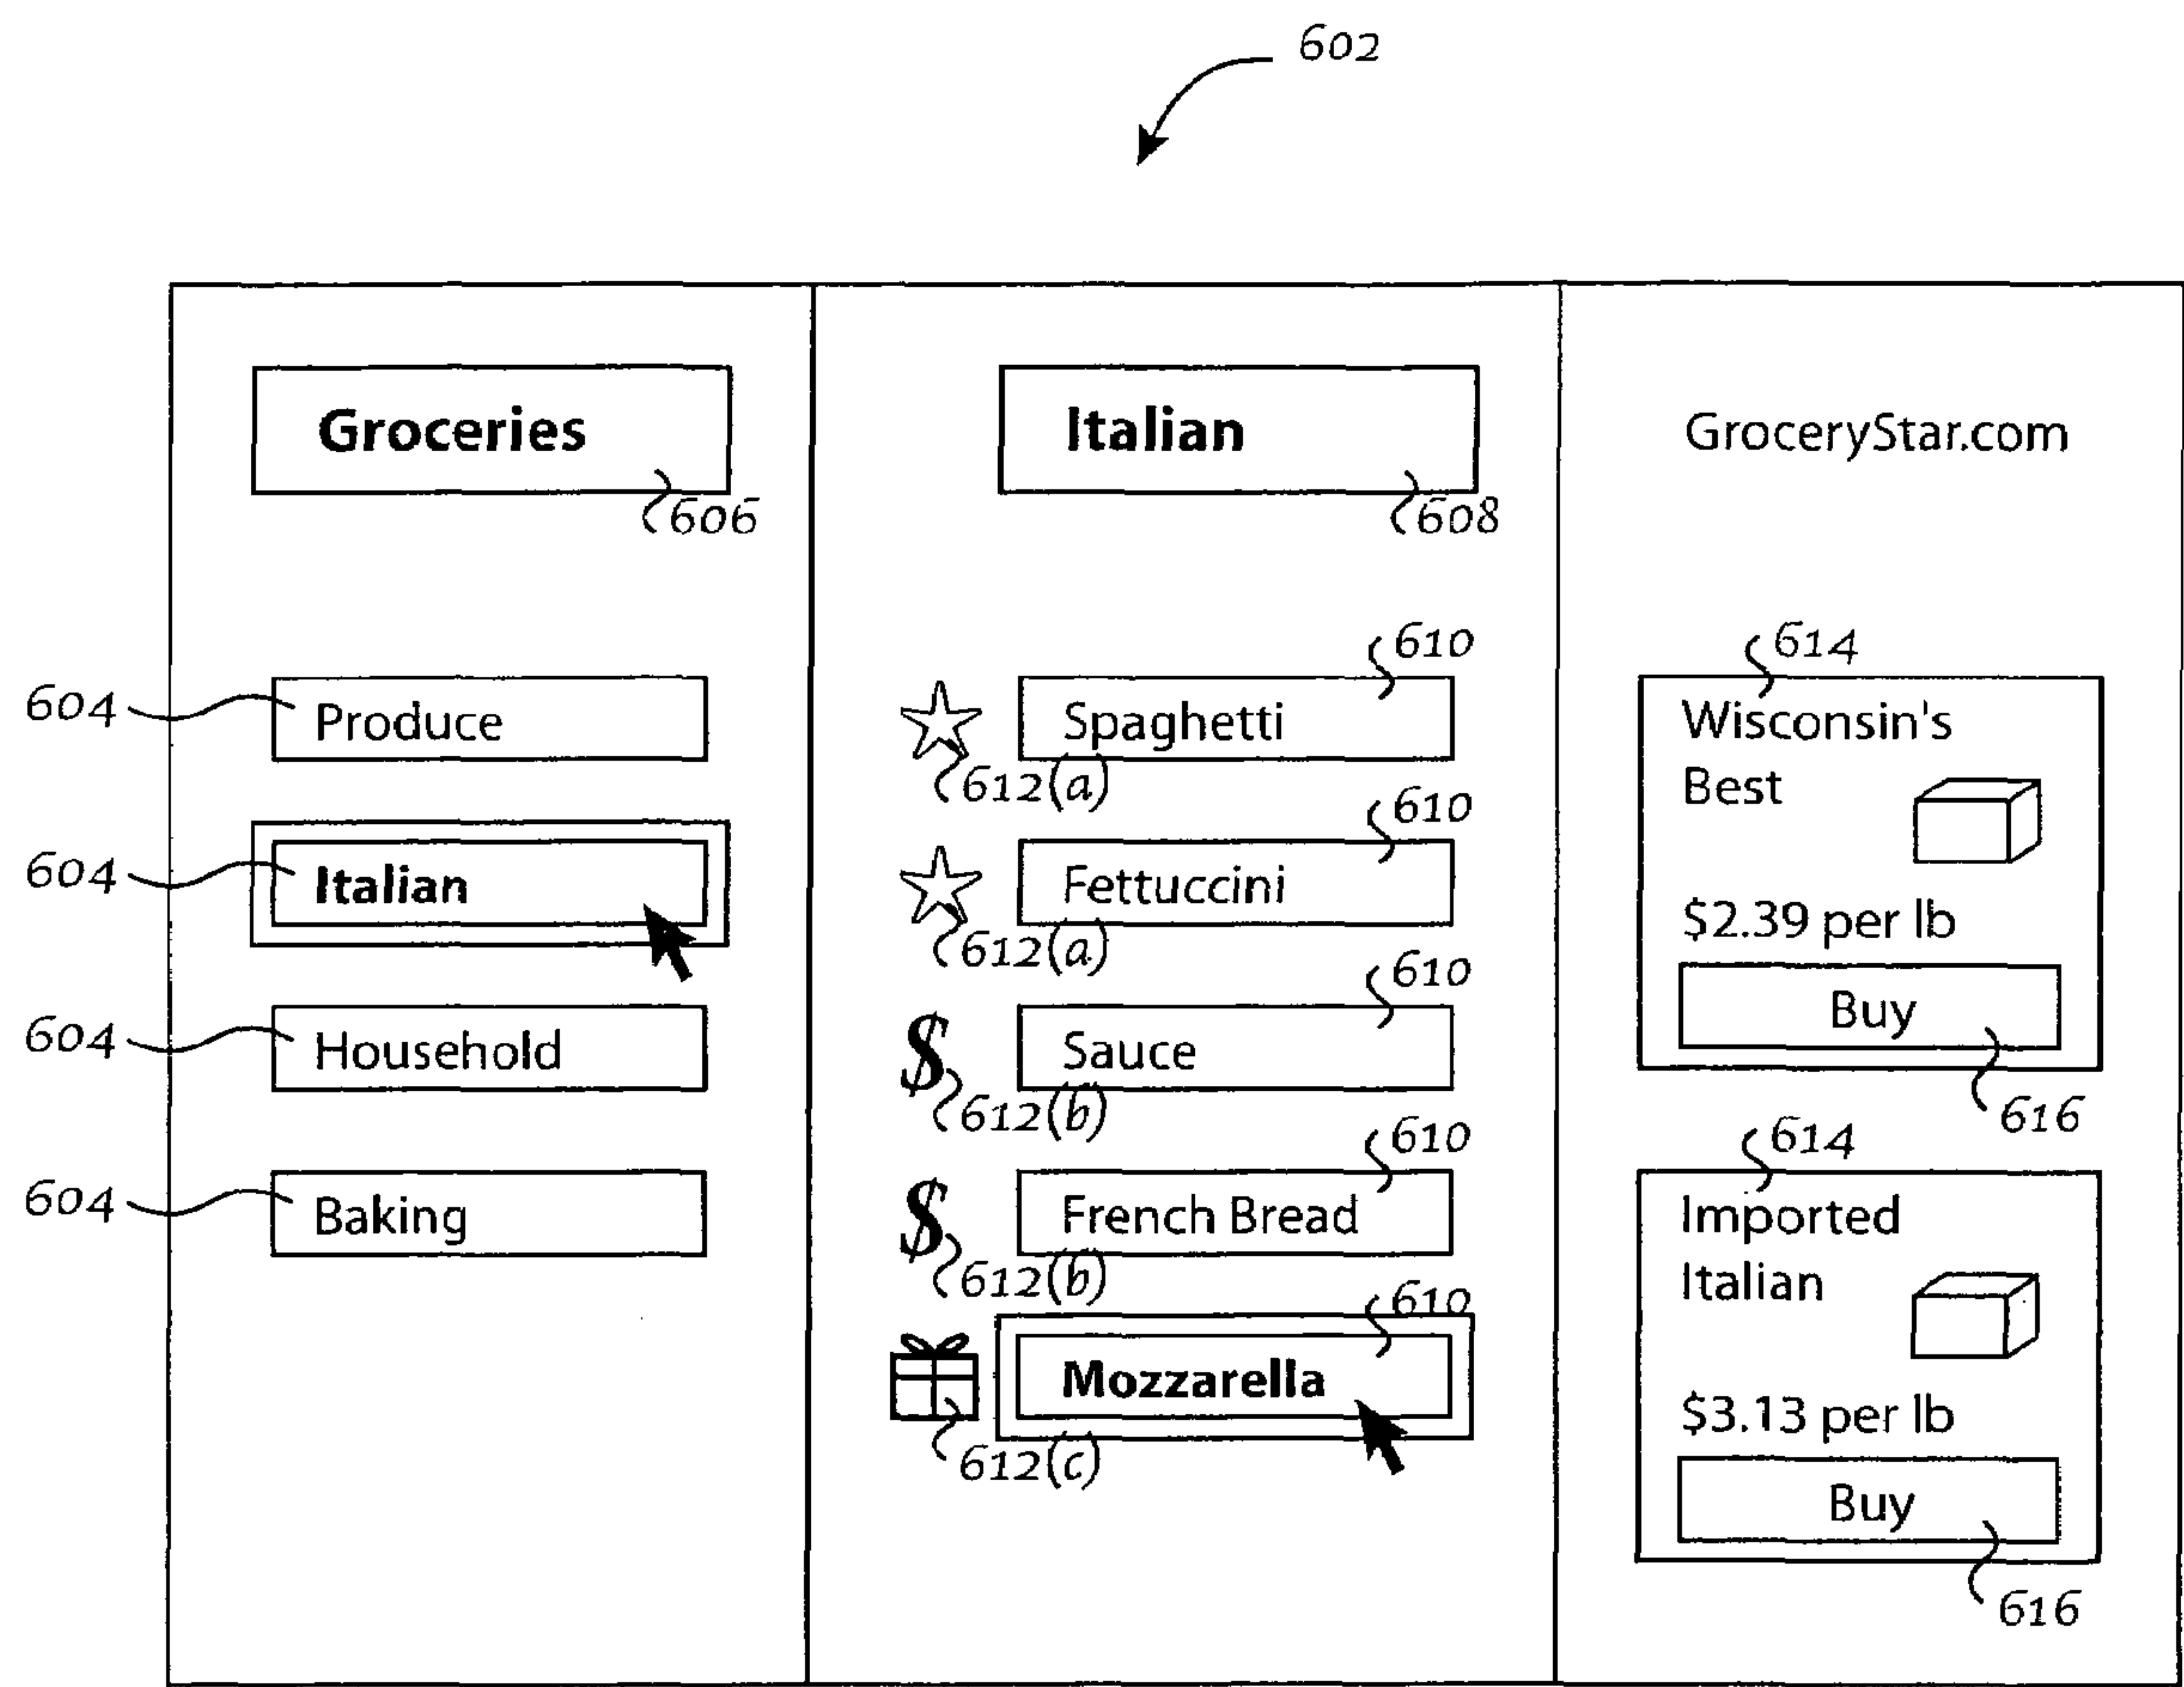 602
Groceries
606
604
Produce
604
Italian
604
Household
604
Baking
Italian
608
610
Spaghetti
612(a)
610
Fettuccini
612(a)
610
Sauce
$
612(b)
610
French Bread
$
612(b)
610
Mozzarella
612(c)
GroceryStar.com
614
Wisconsin's
Best
$2.39 per lb
Buy
616
614
Imported
Italian
$3.13 per lb
Buy
616